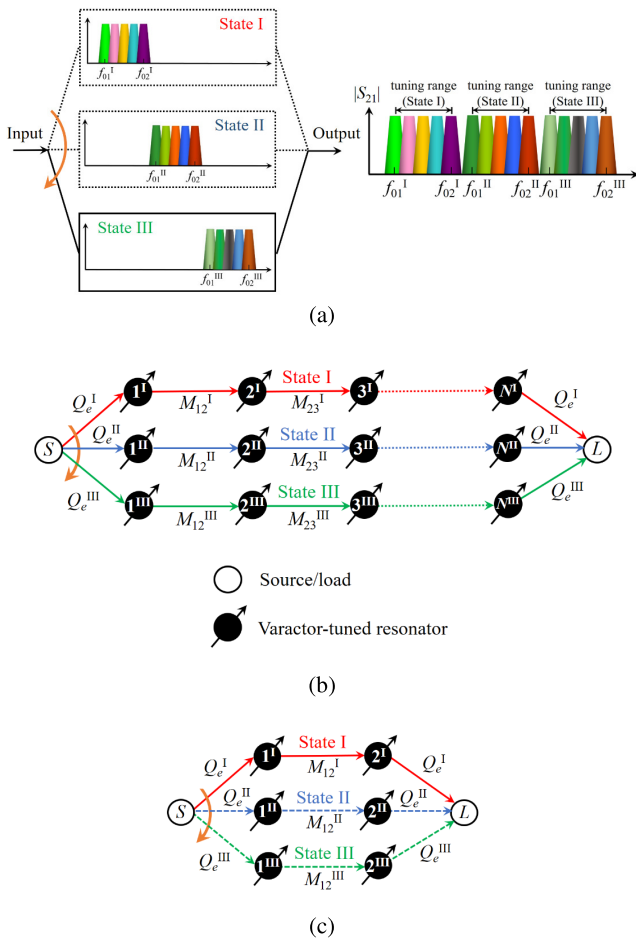 State I
f₀₁ᴵ f₀₂ᴵ
Input
State II
f₀₁ᴵᴵ f₀₂ᴵᴵ
Output
State III
f₀₁ᴵᴵᴵ f₀₂ᴵᴵᴵ
|S₂₁|
tuning range (State I)
tuning range (State II)
tuning range (State III)
f₀₁ᴵ f₀₂ᴵ f₀₁ᴵᴵ f₀₂ᴵᴵ f₀₁ᴵᴵᴵ f₀₂ᴵᴵᴵ
(a)
State I
1ᴵ 2ᴵ 3ᴵ Nᴵ
Qₑᴵ M₁₂ᴵ M₂₃ᴵ Qₑᴵ
State II
S Qₑᴵᴵ 1ᴵᴵ 2ᴵᴵ 3ᴵᴵ Nᴵᴵ Qₑᴵᴵ L
M₁₂ᴵᴵ M₂₃ᴵᴵ
Qₑᴵᴵᴵ State III Qₑᴵᴵᴵ
1ᴵᴵᴵ 2ᴵᴵᴵ 3ᴵᴵᴵ Nᴵᴵᴵ
M₁₂ᴵᴵᴵ M₂₃ᴵᴵᴵ
Source/load
Varactor-tuned resonator
(b)
State I
1ᴵ 2ᴵ
Qₑᴵ M₁₂ᴵ Qₑᴵ
State II
S Qₑᴵᴵ 1ᴵᴵ 2ᴵᴵ Qₑᴵᴵ L
M₁₂ᴵᴵ
Qₑᴵᴵᴵ State III Qₑᴵᴵᴵ
1ᴵᴵᴵ 2ᴵᴵᴵ
M₁₂ᴵᴵᴵ
(c)